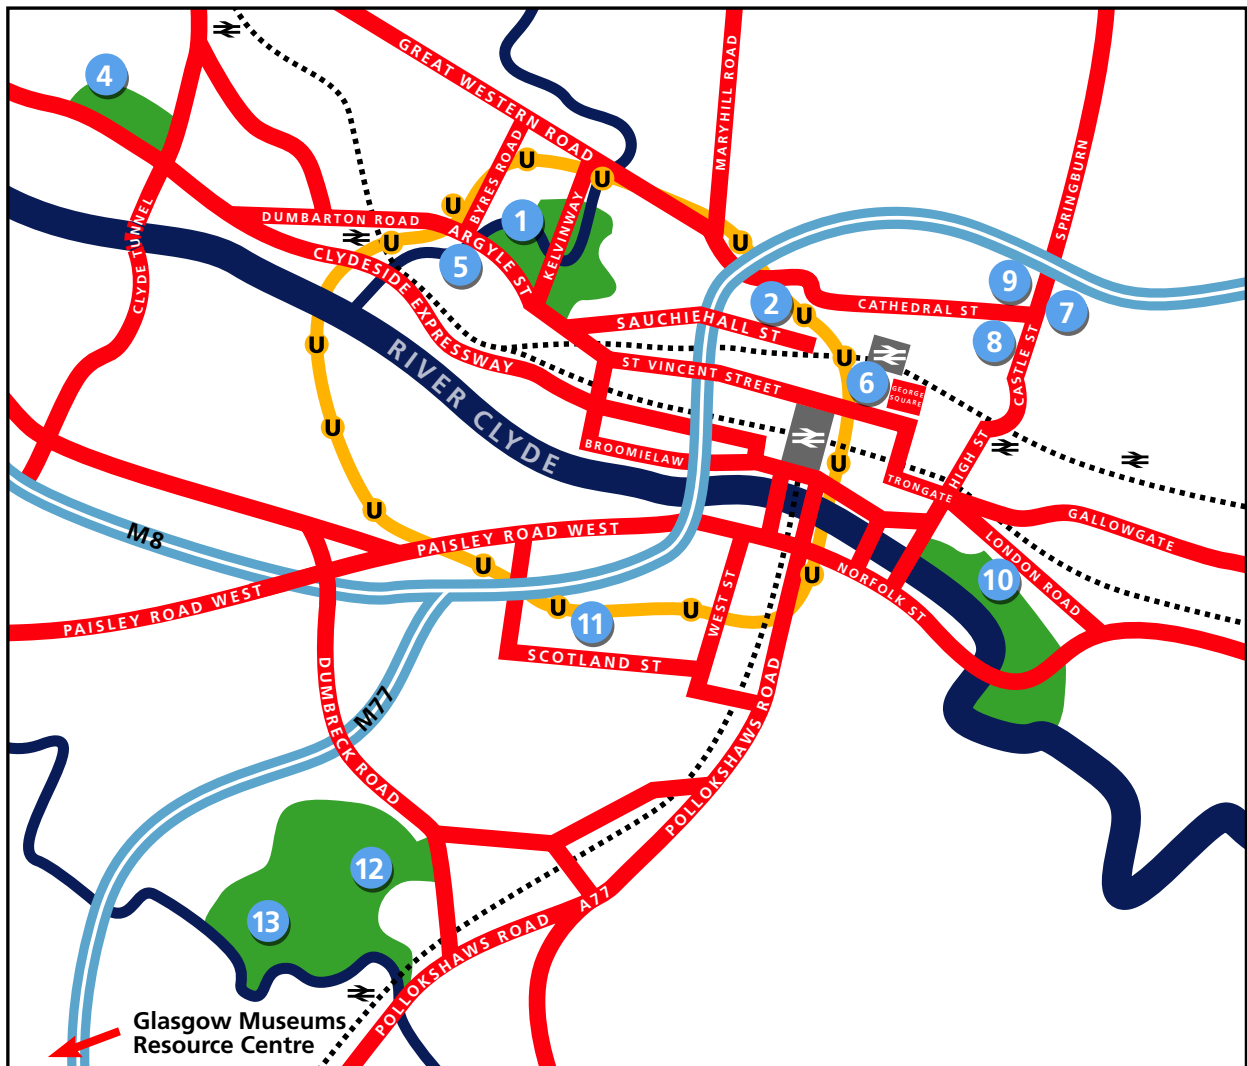 4
GREAT WESTERN ROAD
MARYHILL ROAD
SPRINGBURN
U
U
BYRES ROAD
U
KELVINWAY
1
DUMBARTON ROAD
ARGYLE ST
U
U
5
CLYDE TUNNEL
CLYDESIDE EXPRESSWAY
9
7
8
2
U
CATHEDRAL ST
SAUCHIEHALL ST
U
U
ST VINCENT STREET
6
GEORGE
SQUARE
CASTLE ST
RIVER CLYDE
U
BROOMIELAW
U
HIGH ST
TRONGATE
GALLOWGATE
U
M8
PAISLEY ROAD WEST
LONDON ROAD
10
U
U
NORFOLK ST
WEST ST
PAISLEY ROAD WEST
U
U
11
SCOTLAND ST
DUMBRECK ROAD
M77
POLLOKSHAWS ROAD
12
13
A77
POLLOKSHAWS ROAD
Glasgow Museums
Resource Centre